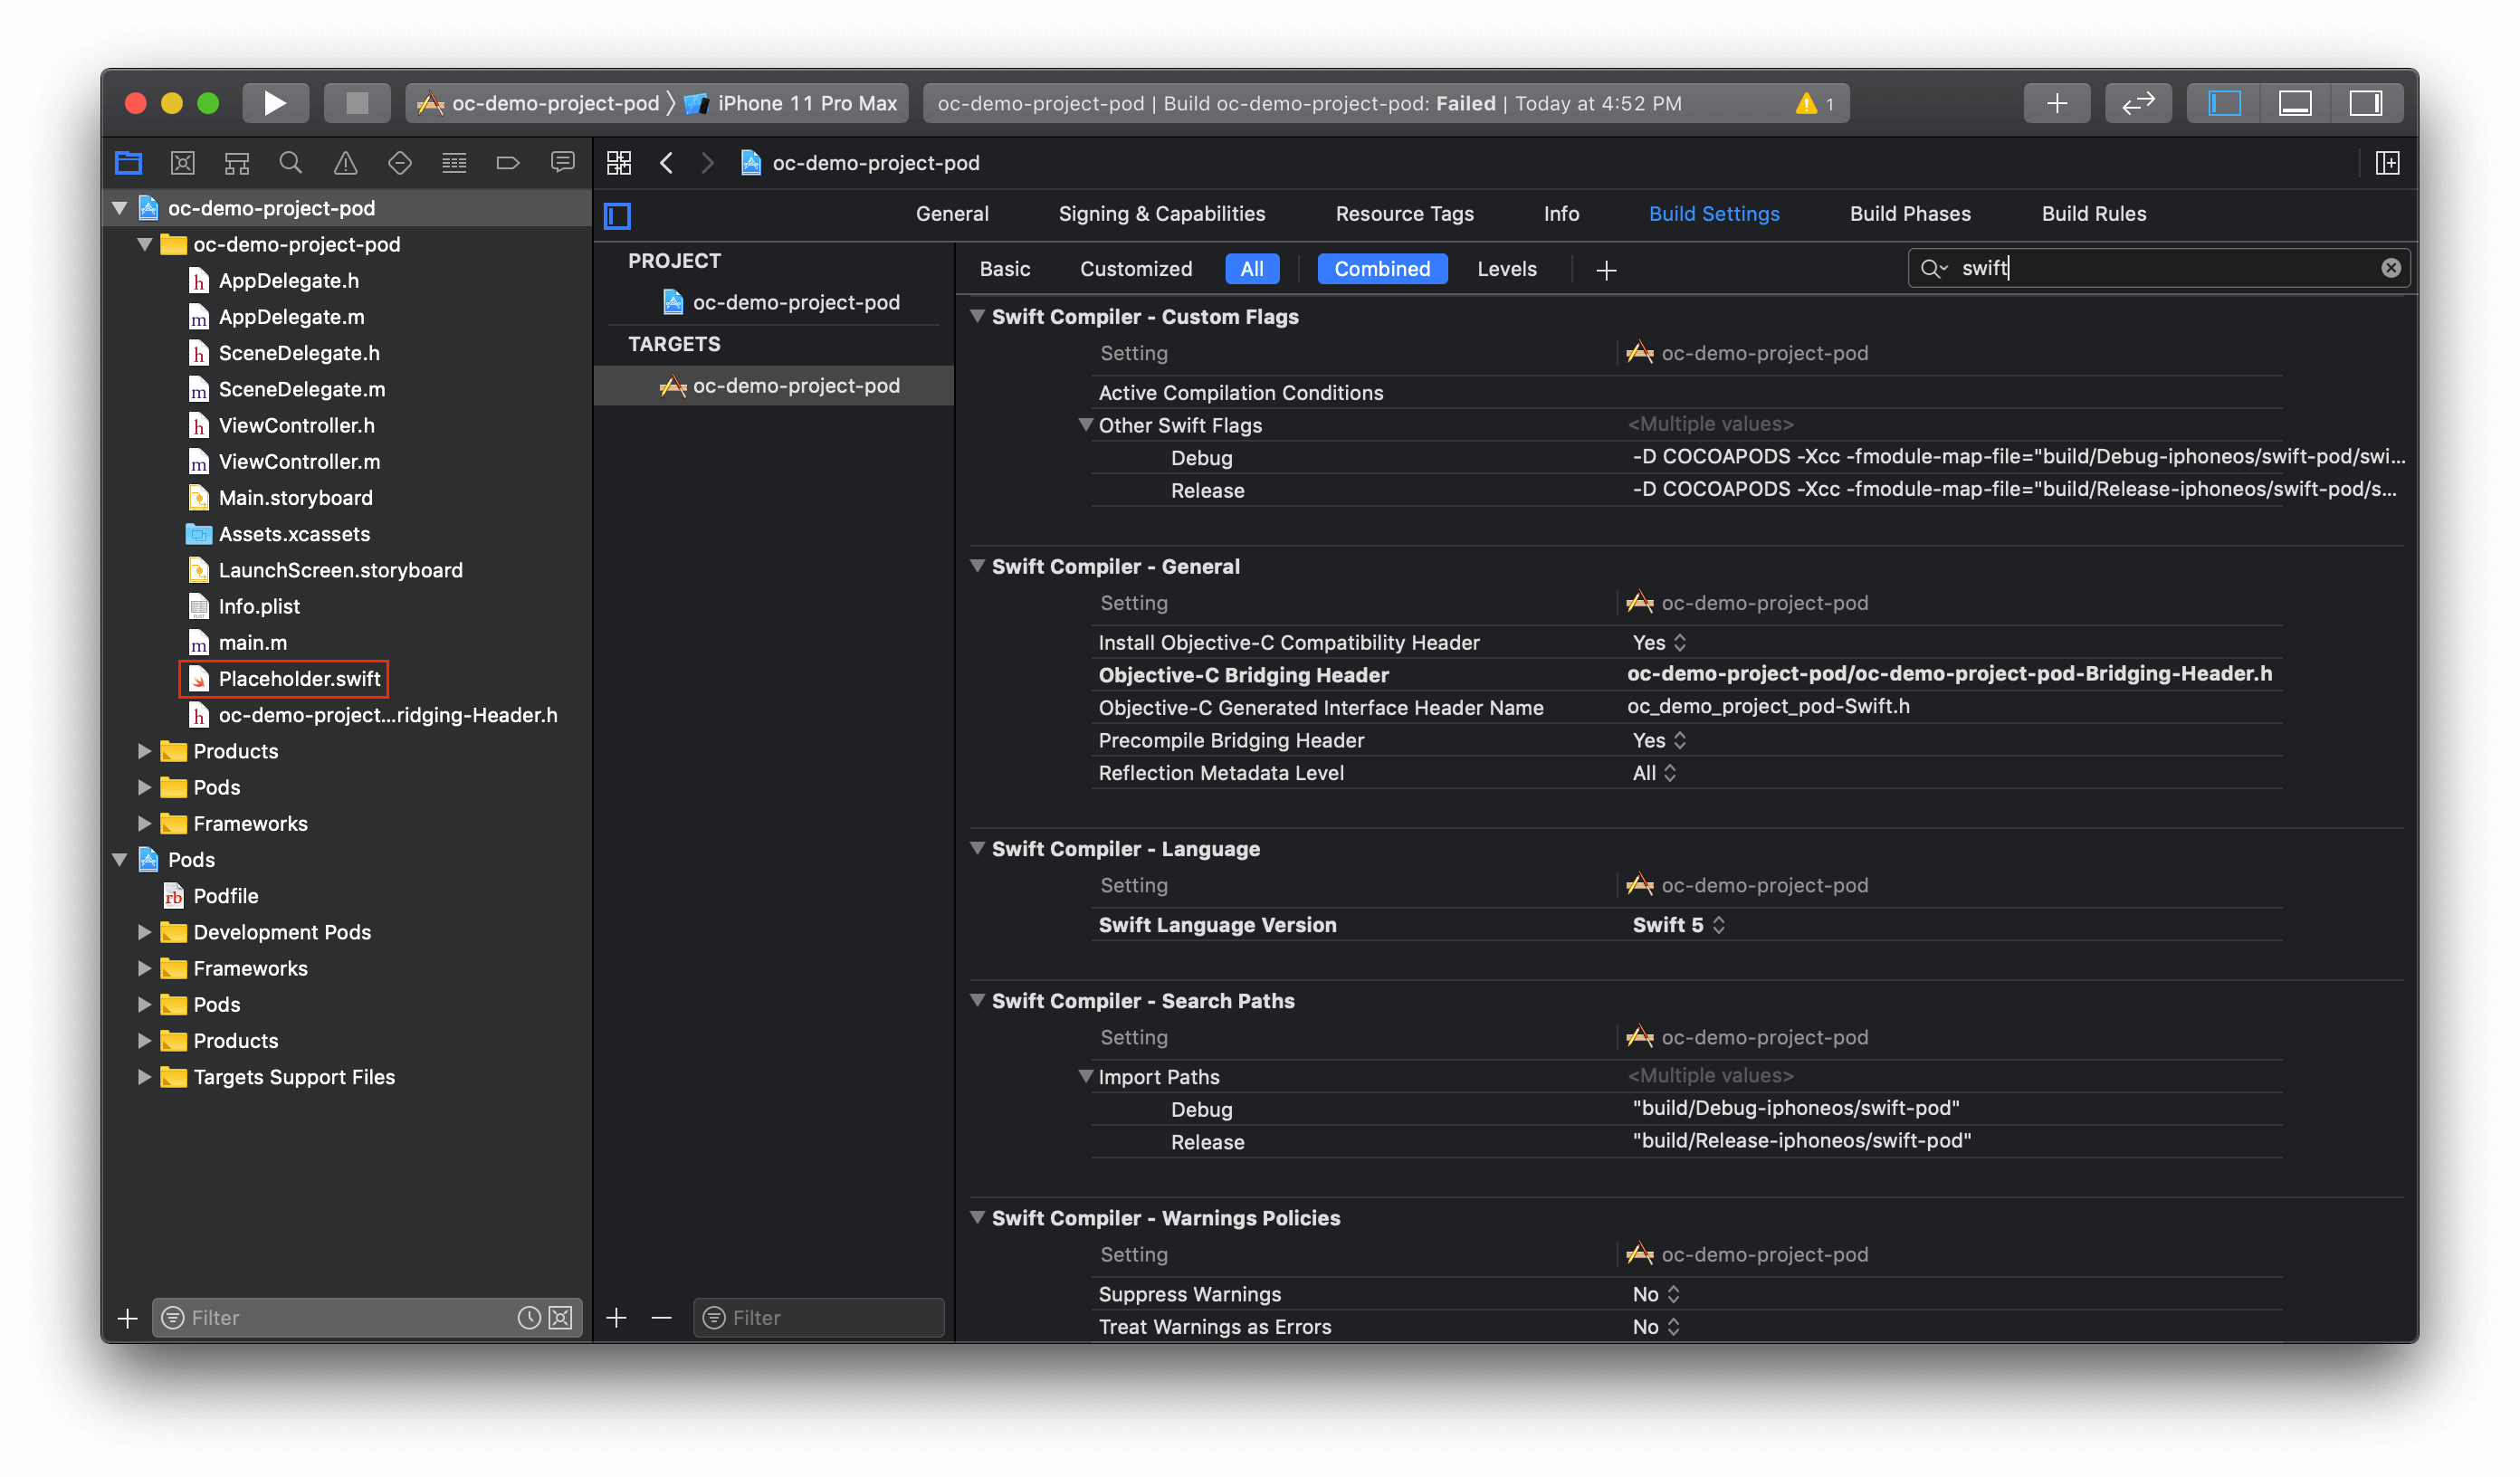 oc-demo-project-pod iPhone 11 Pro Max
oc-demo-project-pod | Build oc-demo-project-pod: Failed | Today at 4:52 PM 1
oc-demo-project-pod
oc-demo-project-pod
AppDelegate.h
AppDelegate.m
SceneDelegate.h
SceneDelegate.m
ViewController.h
ViewController.m
Main.storyboard
Assets.xcassets
LaunchScreen.storyboard
Info.plist
main.m
Placeholder.swift
oc-demo-project...ridging-Header.h
Products
Pods
Frameworks
Pods
Podfile
Development Pods
Frameworks
Pods
Products
Targets Support Files
Filter
oc-demo-project-pod
General Signing & Capabilities Resource Tags Info Build Settings Build Phases Build Rules
PROJECT
oc-demo-project-pod
TARGETS
oc-demo-project-pod
Filter
Basic Customized All Combined Levels swift
Swift Compiler - Custom Flags
Setting oc-demo-project-pod
Active Compilation Conditions
Other Swift Flags <Multiple values>
Debug -D COCOAPODS -Xcc -fmodule-map-file="build/Debug-iphoneos/swift-pod/swi...
Release -D COCOAPODS -Xcc -fmodule-map-file="build/Release-iphoneos/swift-pod/s...
Swift Compiler - General
Setting oc-demo-project-pod
Install Objective-C Compatibility Header Yes
Objective-C Bridging Header oc-demo-project-pod/oc-demo-project-pod-Bridging-Header.h
Objective-C Generated Interface Header Name oc_demo_project_pod-Swift.h
Precompile Bridging Header Yes
Reflection Metadata Level All
Swift Compiler - Language
Setting oc-demo-project-pod
Swift Language Version Swift 5
Swift Compiler - Search Paths
Setting oc-demo-project-pod
Import Paths <Multiple values>
Debug "build/Debug-iphoneos/swift-pod"
Release "build/Release-iphoneos/swift-pod"
Swift Compiler - Warnings Policies
Setting oc-demo-project-pod
Suppress Warnings No
Treat Warnings as Errors No